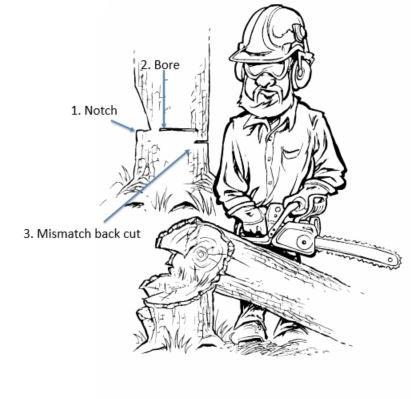 2. Bore
1. Notch
3. Mismatch back cut